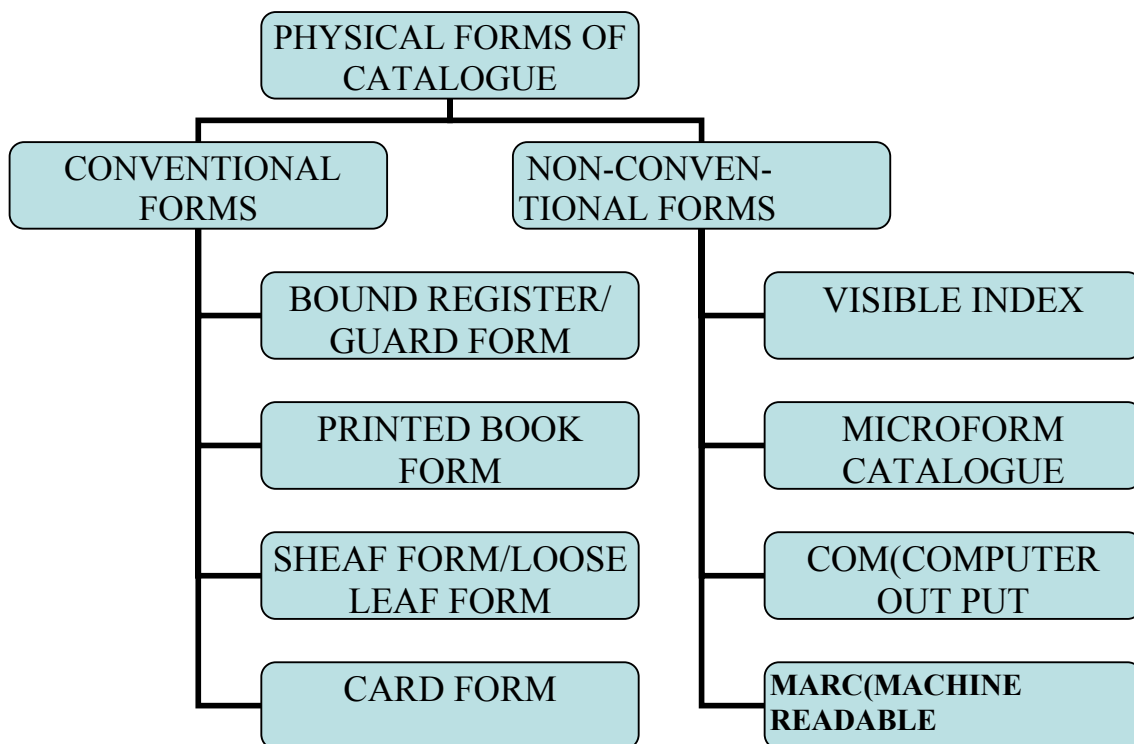 PHYSICAL FORMS OF
CATALOGUE
CONVENTIONAL
FORMS
NON-CONVEN-
TIONAL FORMS
BOUND REGISTER/
GUARD FORM
VISIBLE INDEX
PRINTED BOOK
FORM
MICROFORM
CATALOGUE
SHEAF FORM/LOOSE
LEAF FORM
COM(COMPUTER
OUT PUT
CARD FORM
MARC(MACHINE
READABLE